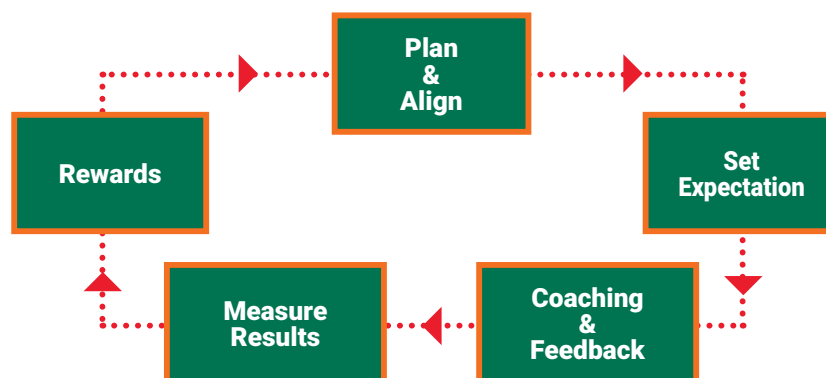 Plan
&
Align
Set
Expectation
Coaching
&
Feedback
Measure
Results
Rewards